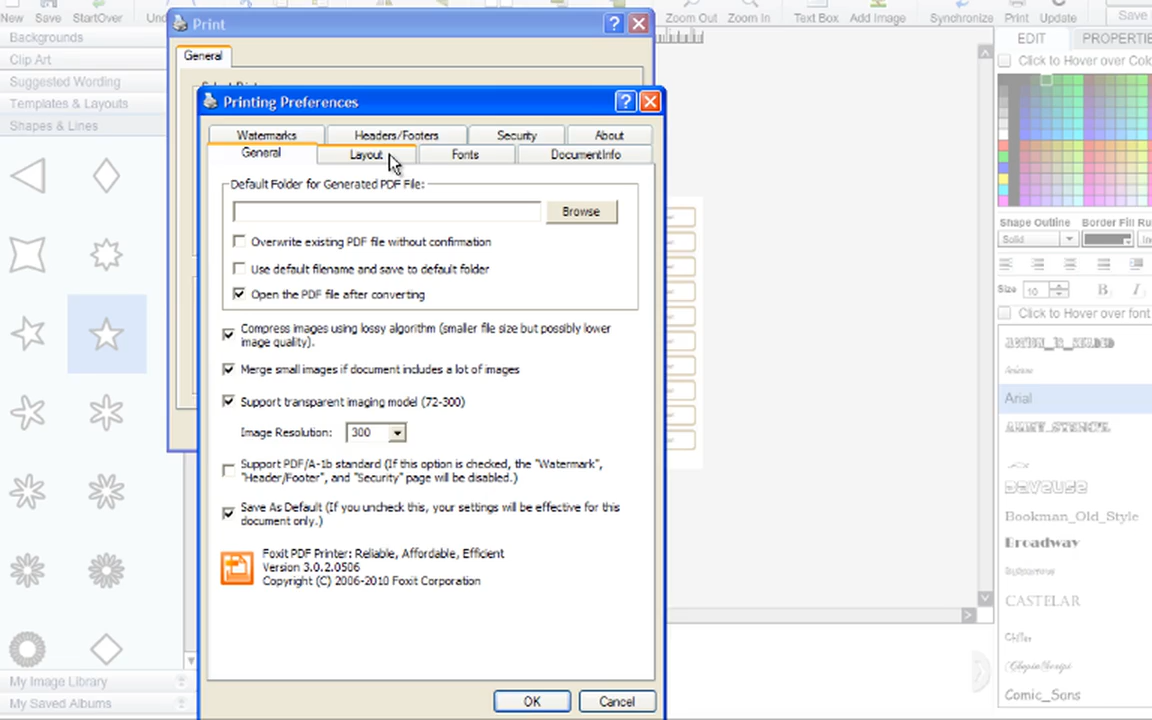 New Save StartOver Zoom Out Zoom In Text Box Add Image Synchronize Print Update Save
Backgrounds
Clip Art
Suggested Wording
Templates & Layouts
Shapes & Lines
My Image Library
My Saved Albums
Print
General
Printing Preferences
Watermarks Headers/Footers Security About
General Layout Fonts DocumentInfo
Default Folder for Generated PDF File:
Browse
Overwrite existing PDF file without confirmation
Use default filename and save to default folder
Open the PDF file after converting
Compress images using lossy algorithm (smaller file size but possibly lower
image quality).
Merge small images if document includes a lot of images
Support transparent imaging model (72-300)
Image Resolution: 300
Support PDF/A-1b standard (If this option is checked, the "Watermark",
"Header/Footer", and "Security" page will be disabled.)
Save As Default (If you uncheck this, your settings will be effective for this
document only.)
Foxit PDF Printer: Reliable, Affordable, Efficient
Version 3.0.2.0506
Copyright (C) 2006-2010 Foxit Corporation
OK Cancel
EDIT PROPERTIE
Click to Hover over Colo
Shape Outline Border Fill Ru
Solid
Size 10 B I
Click to Hover over font
Arial
ARMY_STENCIL
Bookman_Old_Style
Broadway
CASTELAR
Chiller
Comic_Sans